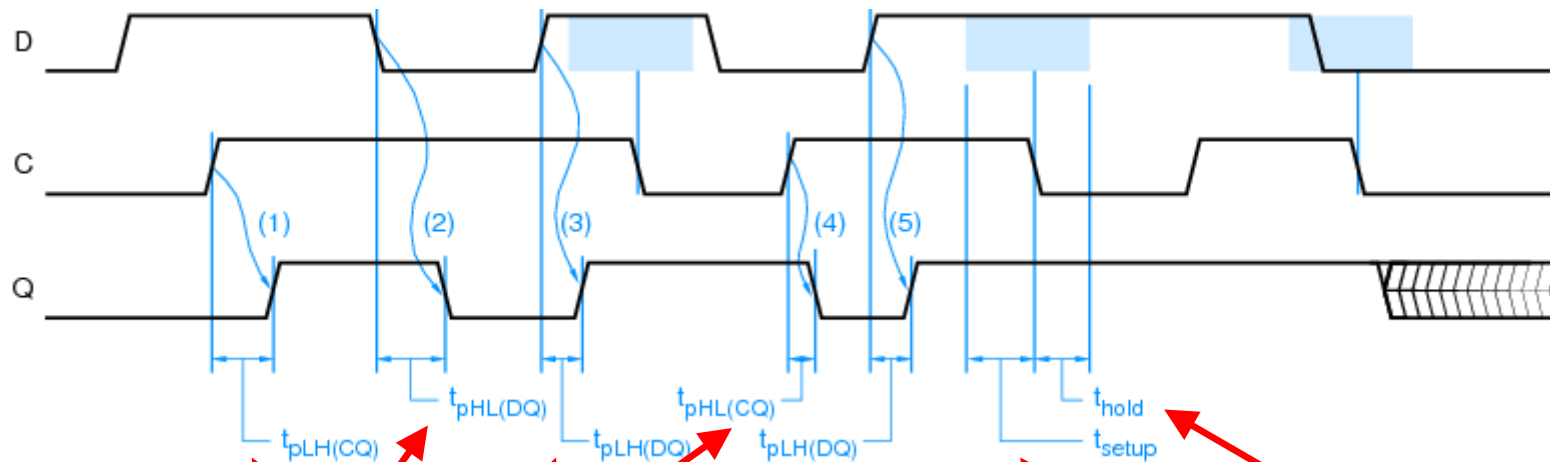 D
C
(1) (2) (3) (4) (5)
Q
tpHL(DQ) tpHL(CQ) thold
tpLH(CQ) tpLH(DQ) tpLH(DQ) tsetup